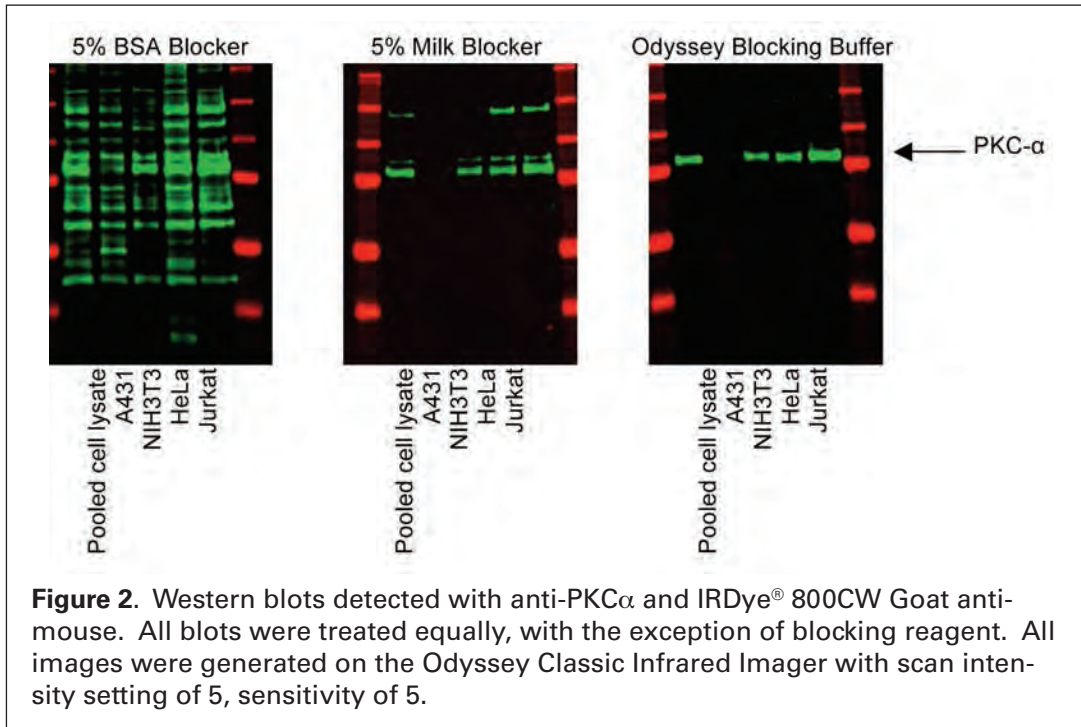 5% BSA Blocker
5% Milk Blocker
Odyssey Blocking Buffer
PKC-α
Pooled cell lysate
A431
NIH3T3
HeLa
Jurkat
Pooled cell lysate
A431
NIH3T3
HeLa
Jurkat
Pooled cell lysate
A431
NIH3T3
HeLa
Jurkat
Figure 2. Western blots detected with anti-PKCα and IRDye® 800CW Goat anti-
mouse. All blots were treated equally, with the exception of blocking reagent. All
images were generated on the Odyssey Classic Infrared Imager with scan inten-
sity setting of 5, sensitivity of 5.